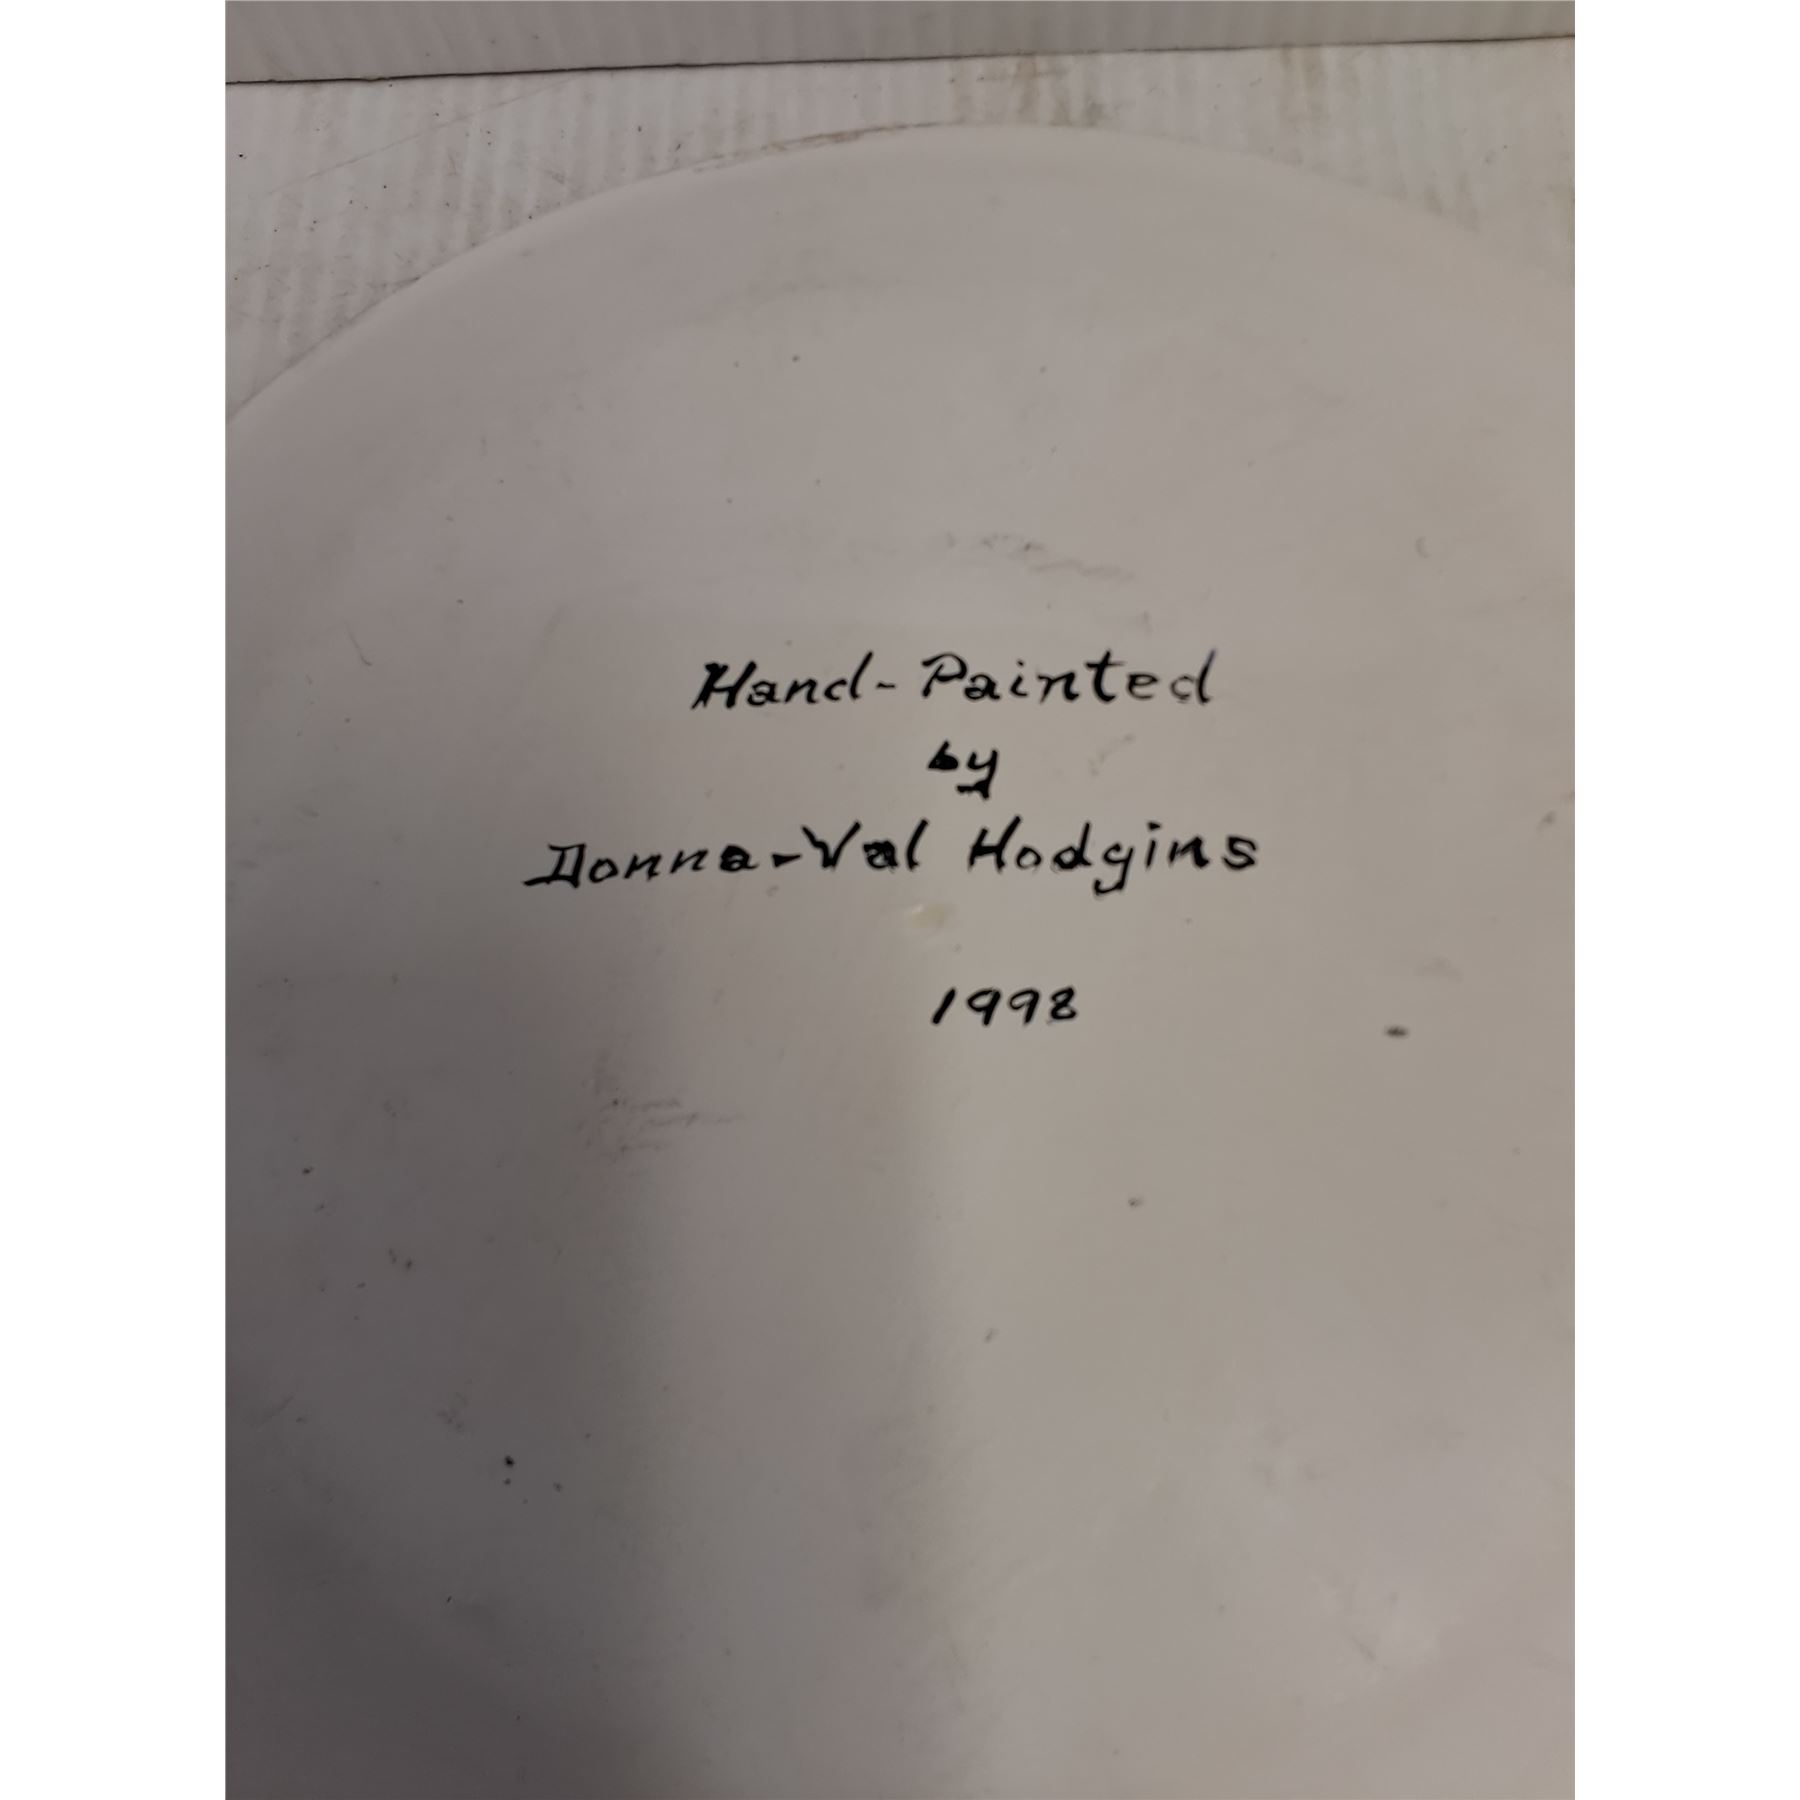 Hand-Painted
by
Donna-Val Hodgins
1998